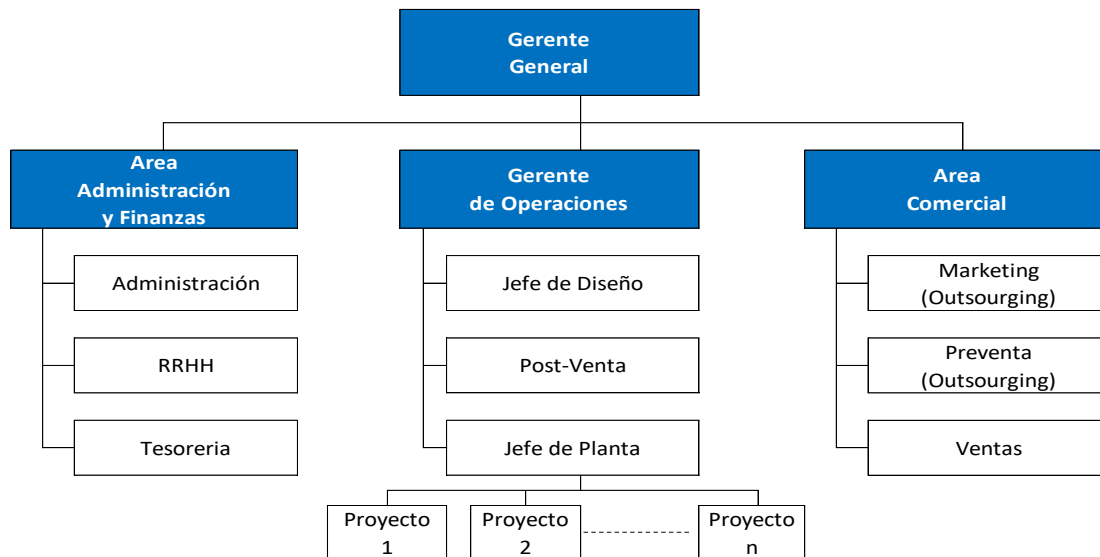 Gerente
General
Area
Administración
y Finanzas
Gerente
de Operaciones
Area
Comercial
Administración
Jefe de Diseño
Marketing
(Outsourging)
RRHH
Post-Venta
Preventa
(Outsourging)
Tesoreria
Jefe de Planta
Ventas
Proyecto
1
Proyecto
2
Proyecto
n